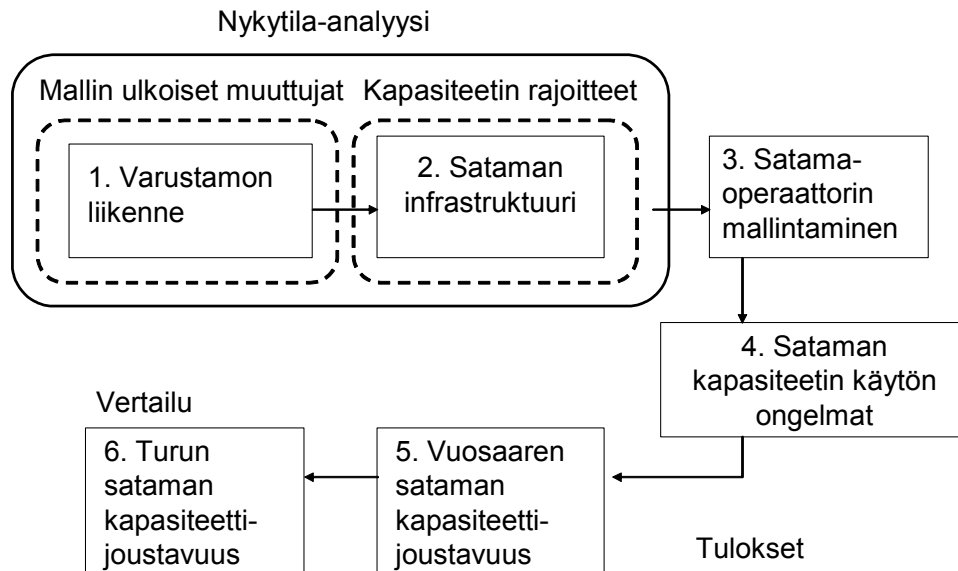 Nykytila-analyysi
Mallin ulkoiset muuttujat
Kapasiteetin rajoitteet
1. Varustamon
liikenne
2. Sataman
infrastruktuuri
3. Satama-
operaattorin
mallintaminen
4. Sataman
kapasiteetin käytön
ongelmat
Vertailu
6. Turun
sataman
kapasiteetti-
joustavuus
5. Vuosaaren
sataman
kapasiteetti-
joustavuus
Tulokset